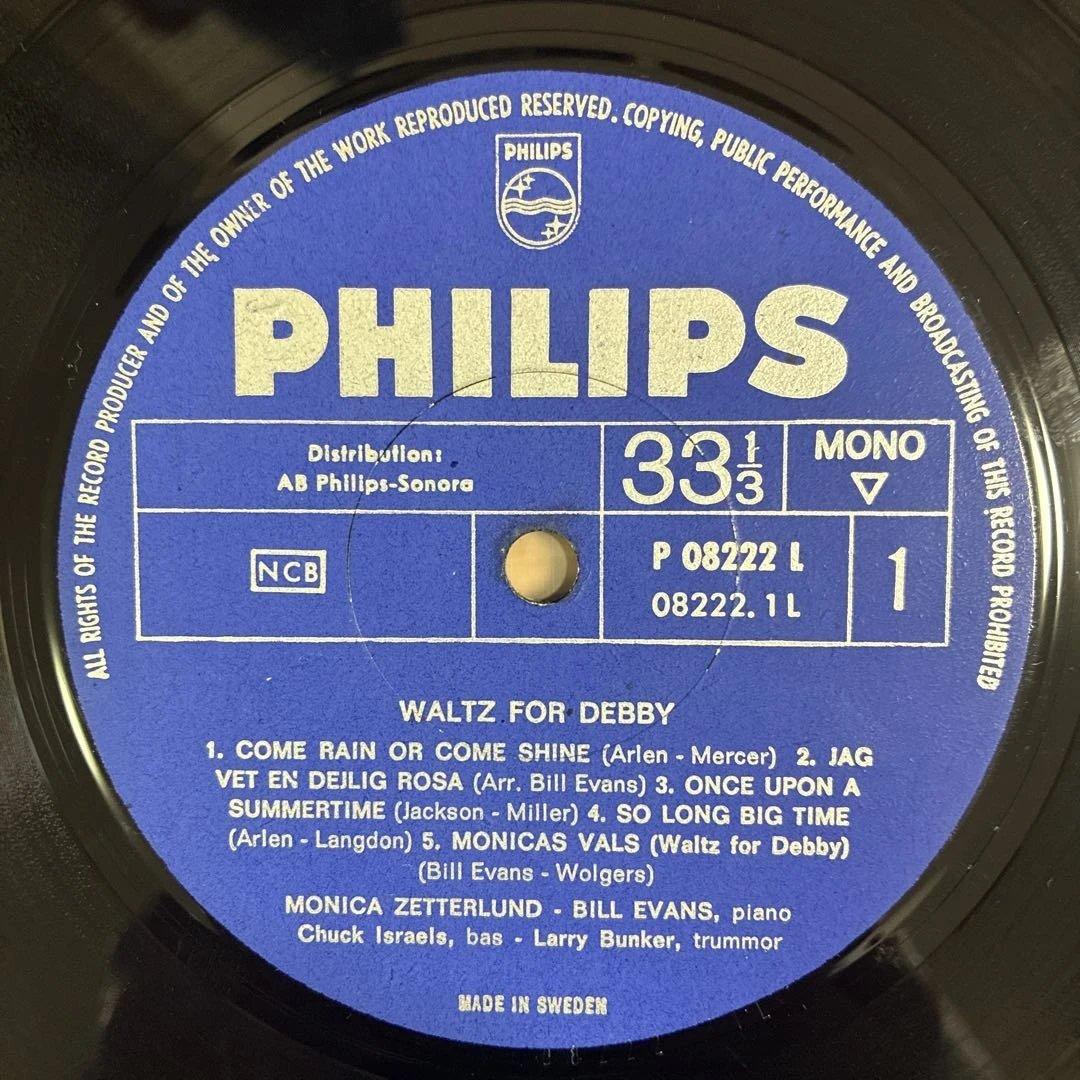 ALL RIGHTS OF THE RECORD PRODUCER AND OF THE OWNER OF THE WORK REPRODUCED RESERVED. COPYING, PUBLIC PERFORMANCE AND BROADCASTING OF THIS RECORD PROHIBITED
PHILIPS
PHILIPS
Distribution:
AB Philips-Sonora
33 1/3
MONO
NCB
P 08222 L
08222.1 L
1
WALTZ FOR DEBBY
1. COME RAIN OR COME SHINE (Arlen - Mercer) 2. JAG
VET EN DEJLIG ROSA (Arr. Bill Evans) 3. ONCE UPON A
SUMMERTIME (Jackson - Miller) 4. SO LONG BIG TIME
(Arlen - Langdon) 5. MONICAS VALS (Waltz for Debby)
(Bill Evans - Wolgers)
MONICA ZETTERLUND - BILL EVANS, piano
Chuck Israels, bas - Larry Bunker, trummor
MADE IN SWEDEN